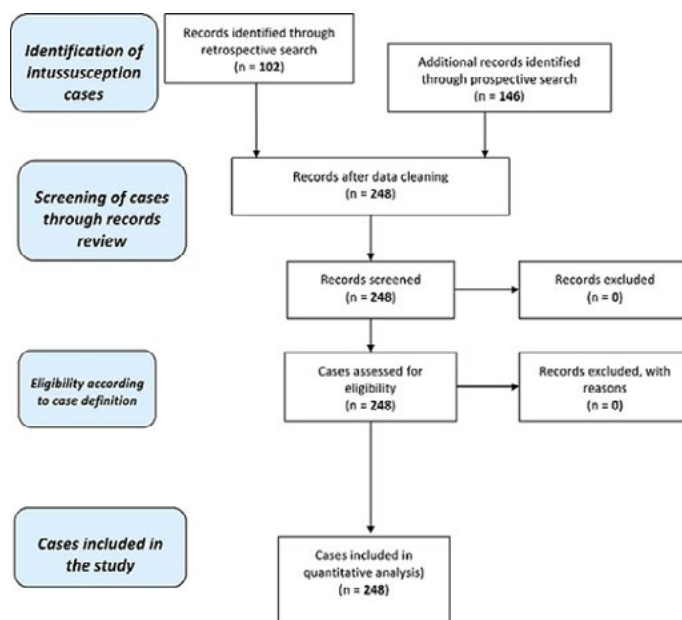 Identification of
intussusception
cases
Records identified through
retrospective search
(n = 102)
Additional records identified
through prospective search
(n = 146)
Screening of cases
through records
review
Records after data cleaning
(n = 248)
Records screened
(n = 248)
Records excluded
(n = 0)
Eligibility according
to case definition
Cases assessed for
eligibility
(n = 248)
Records excluded, with
reasons
(n = 0)
Cases included in
the study
Cases included in
quantitative analysis)
(n = 248)